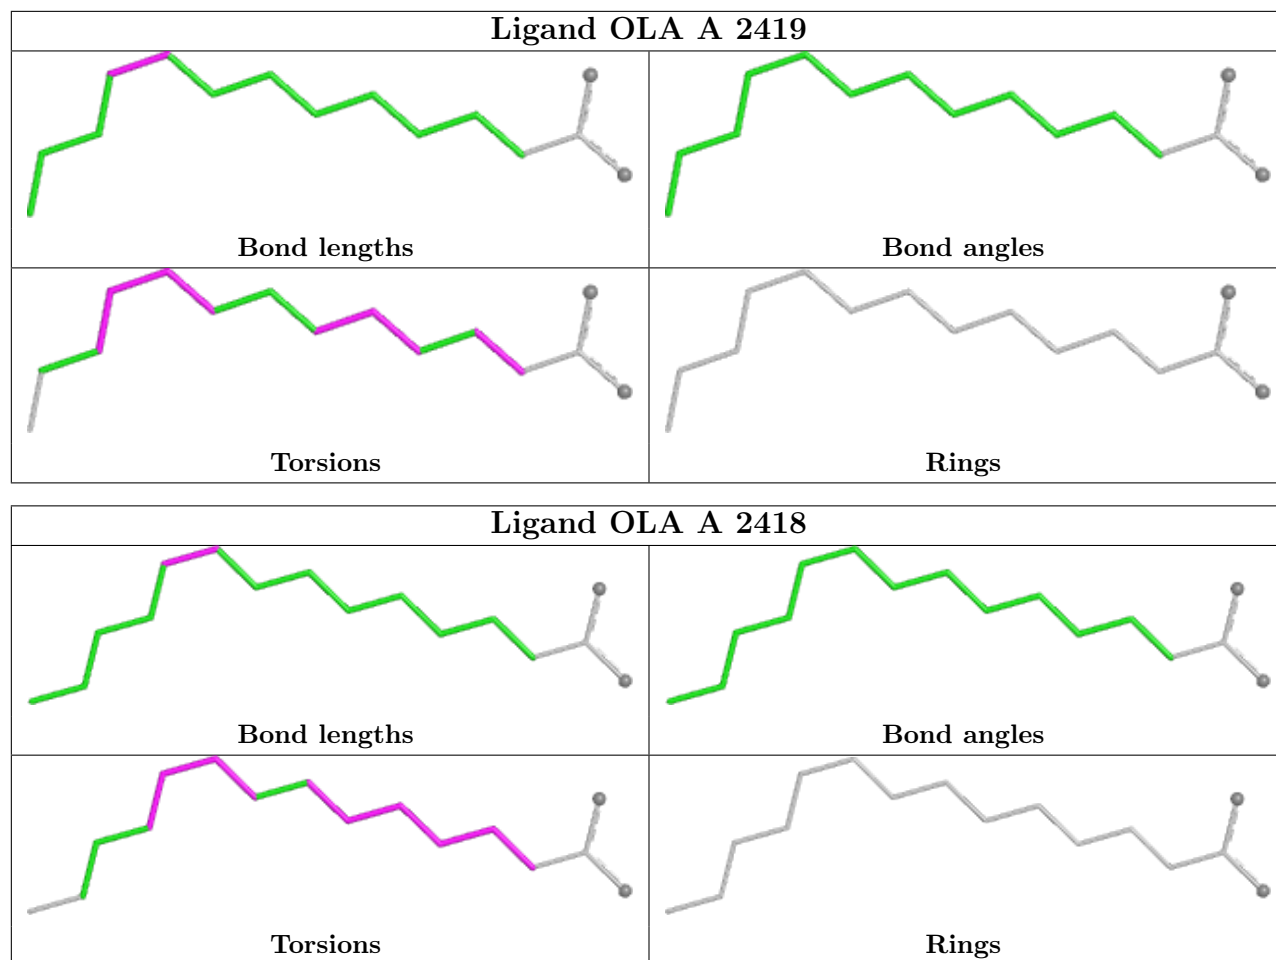 Ligand OLA A 2419
Bond lengths
Bond angles
Torsions
Rings
Ligand OLA A 2418
Bond lengths
Bond angles
Torsions
Rings